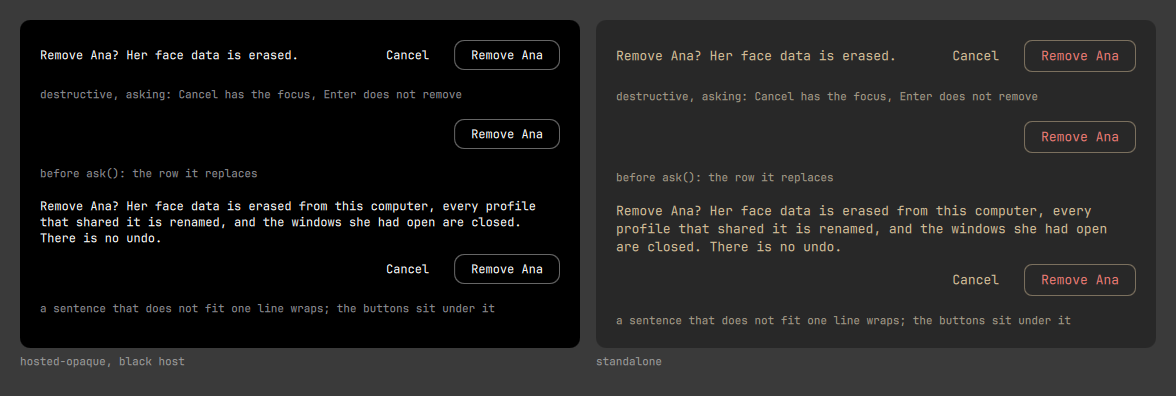 Remove Ana? Her face data is erased. Cancel Remove Ana
destructive, asking: Cancel has the focus, Enter does not remove
Remove Ana
before ask(): the row it replaces
Remove Ana? Her face data is erased from this computer, every profile
that shared it is renamed, and the windows she had open are closed.
There is no undo.
Cancel Remove Ana
a sentence that does not fit one line wraps; the buttons sit under it
hosted-opaque, black host
Remove Ana? Her face data is erased. Cancel Remove Ana
destructive, asking: Cancel has the focus, Enter does not remove
Remove Ana
before ask(): the row it replaces
Remove Ana? Her face data is erased from this computer, every
profile that shared it is renamed, and the windows she had open
are closed. There is no undo.
Cancel Remove Ana
a sentence that does not fit one line wraps; the buttons sit under it
standalone